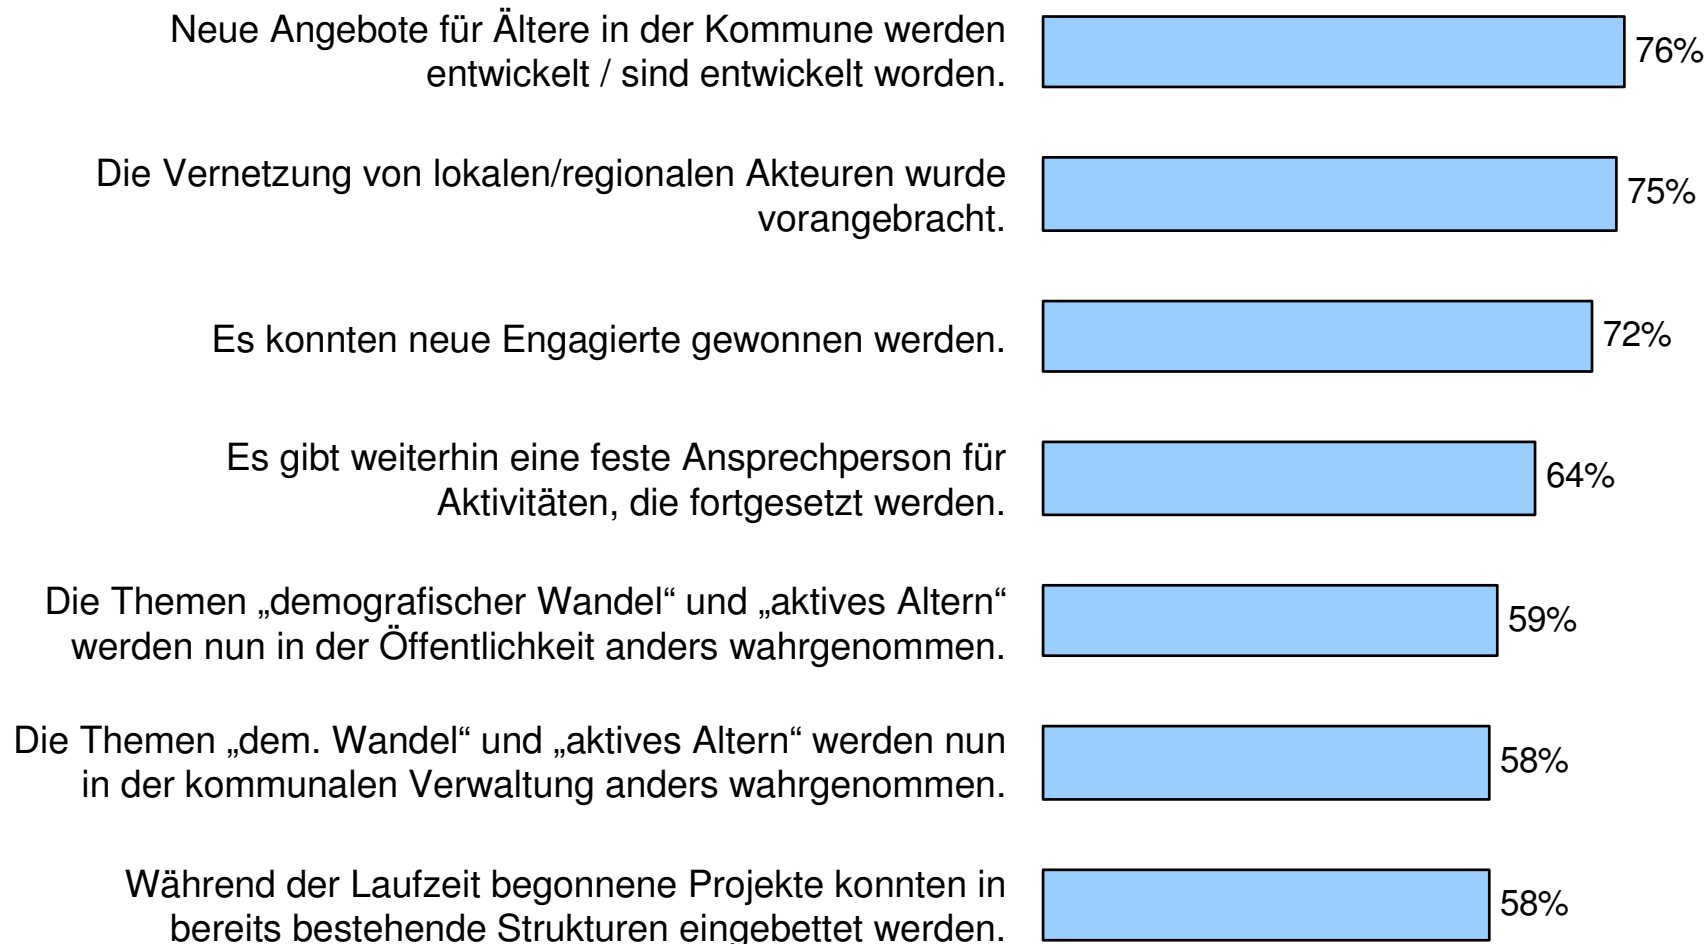 Neue Angebote für Ältere in der Kommune werden
entwickelt / sind entwickelt worden.
76%
Die Vernetzung von lokalen/regionalen Akteuren wurde
vorangebracht.
75%
Es konnten neue Engagierte gewonnen werden.
72%
Es gibt weiterhin eine feste Ansprechperson für
Aktivitäten, die fortgesetzt werden.
64%
Die Themen „demografischer Wandel“ und „aktives Altern“
werden nun in der Öffentlichkeit anders wahrgenommen.
59%
Die Themen „dem. Wandel“ und „aktives Altern“ werden nun
in der kommunalen Verwaltung anders wahrgenommen.
58%
Während der Laufzeit begonnene Projekte konnten in
bereits bestehende Strukturen eingebettet werden.
58%